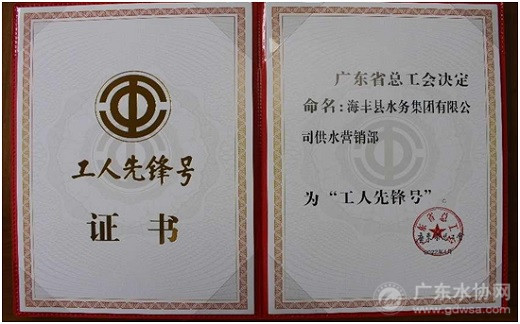 工人先锋号
证书
广东省总工会决定
命名：海丰县水务集团有限公
司供水营销部
为“工人先锋号”
广东水协网
www.gdwsa.com